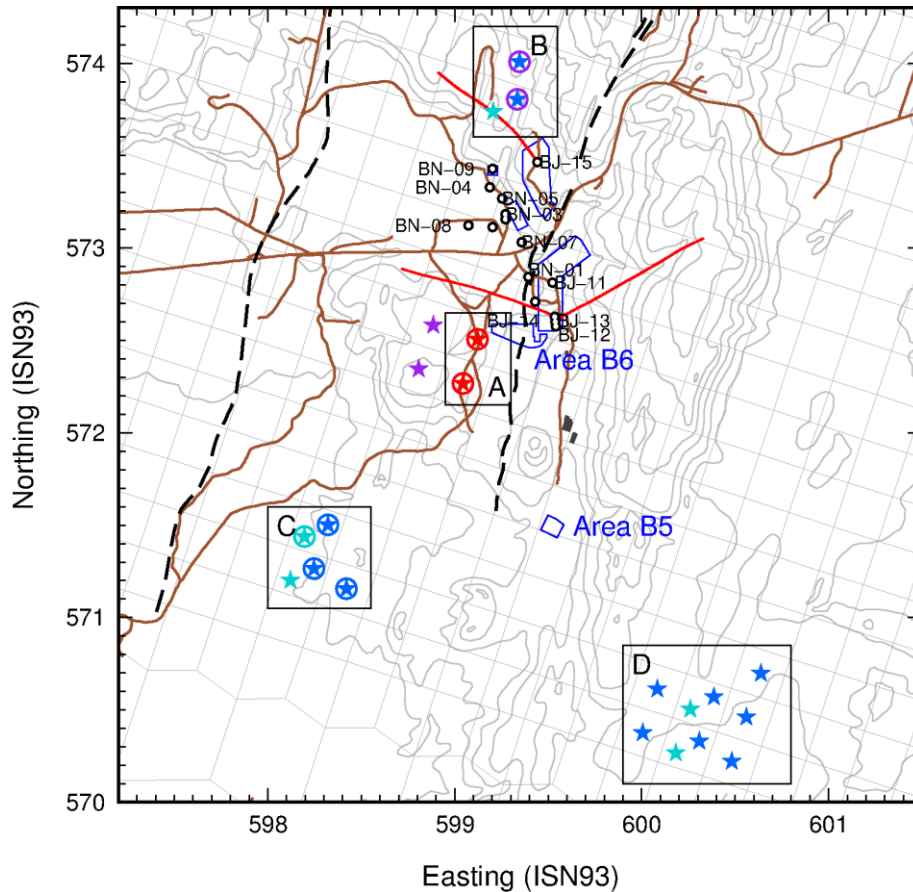 574
573
572
571
570
Northing (ISN93)
598
599
600
601
Easting (ISN93)
B
BJ-15
BN-09
BN-04
BN-05
BN-03
BN-08
BN-07
BN-01
BJ-11
BJ-14
BJ-13
BJ-12
Area B6
A
Area B5
C
D